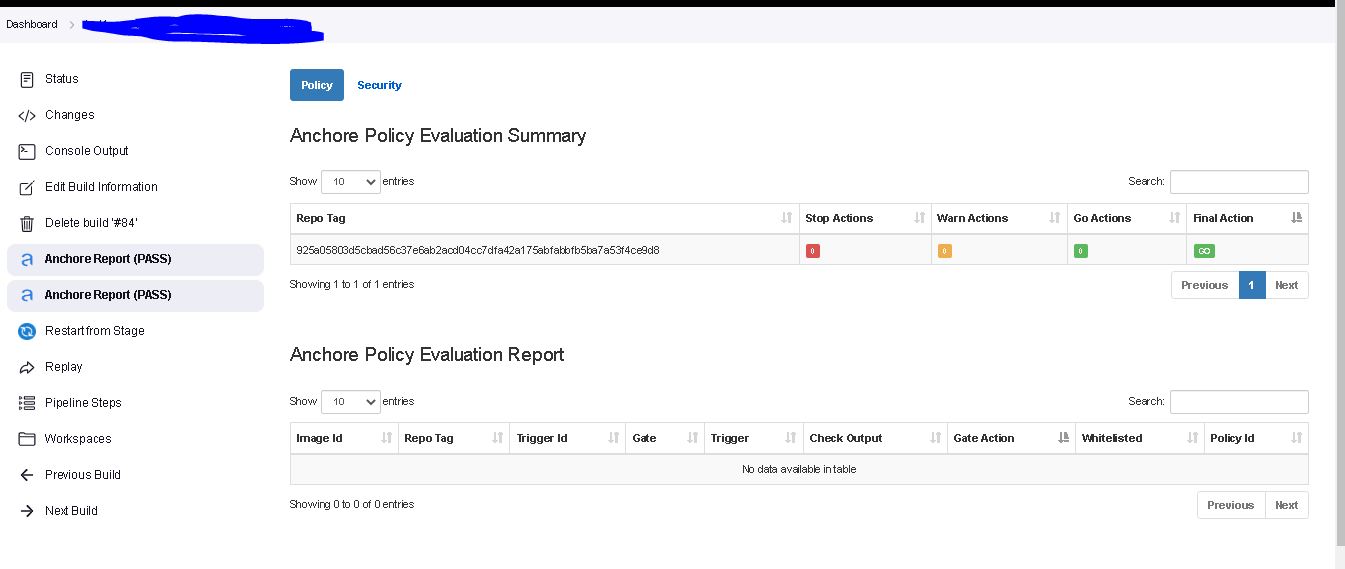 Dashboard
Status
Changes
Console Output
Edit Build Information
Delete build '#84'
Anchore Report (PASS)
Anchore Report (PASS)
Restart from Stage
Replay
Pipeline Steps
Workspaces
Previous Build
Next Build
Policy Security
Anchore Policy Evaluation Summary
Show 10 entries Search:
Repo Tag Stop Actions Warn Actions Go Actions Final Action
925a05803d5cbad56c37e6ab2acd04cc7dfa42a175abfabbfb5ba7a53f4ce9d8 0 0 0 GO
Showing 1 to 1 of 1 entries Previous 1 Next
Anchore Policy Evaluation Report
Show 10 entries Search:
Image Id Repo Tag Trigger Id Gate Trigger Check Output Gate Action Whitelisted Policy Id
No data available in table
Showing 0 to 0 of 0 entries Previous Next